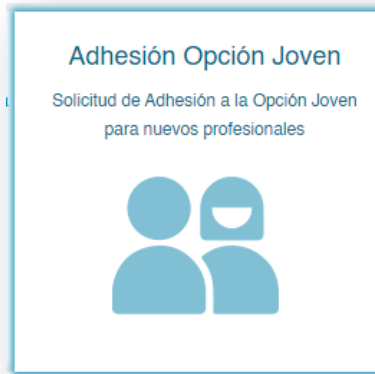 Adhesión Opción Joven
Solicitud de Adhesión a la Opción Joven
para nuevos profesionales